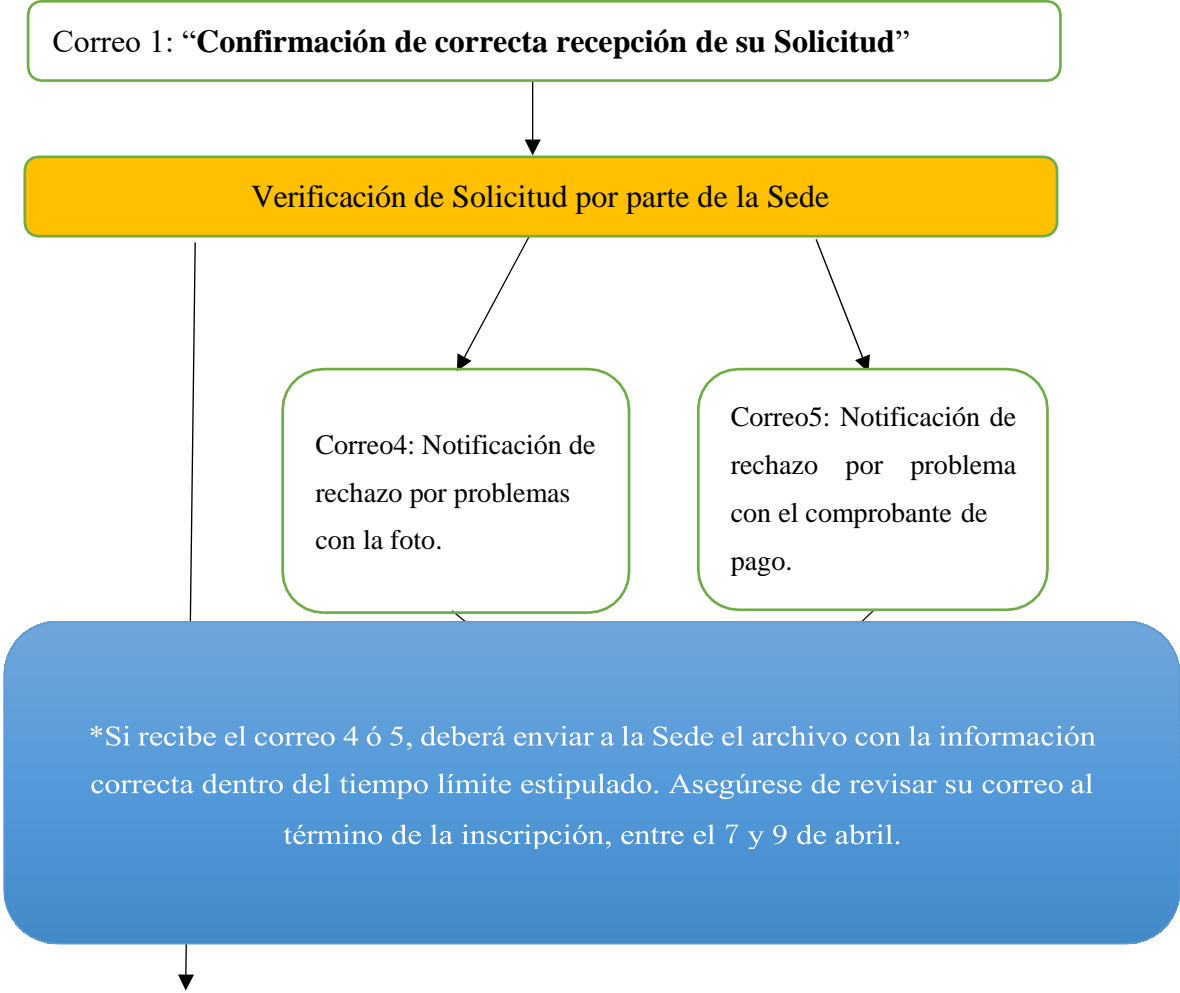 Correo 1: “Confirmación de correcta recepción de su Solicitud”
Verificación de Solicitud por parte de la Sede
Correo4: Notificación de
rechazo por problemas
con la foto.
Correo5: Notificación de
rechazo por problema
con el comprobante de
pago.
*Si recibe el correo 4 ó 5, deberá enviar a la Sede el archivo con la información
correcta dentro del tiempo límite estipulado. Asegúrese de revisar su correo al
término de la inscripción, entre el 7 y 9 de abril.